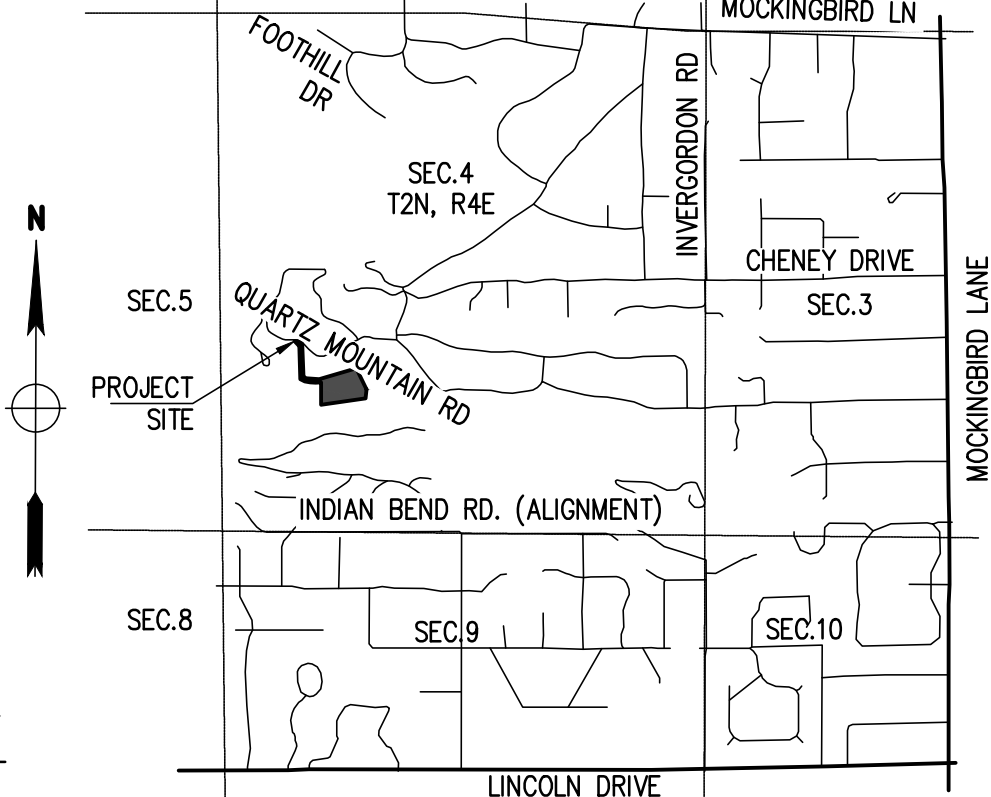 MOCKINGBIRD LN
FOOTHILL
DR
INVERGORDON RD
SEC.4
T2N, R4E
N
CHENEY DRIVE
SEC.5
SEC.3
QUARTZ MOUNTAIN RD
MOCKINGBIRD LANE
PROJECT
SITE
INDIAN BEND RD. (ALIGNMENT)
SEC.8
SEC.9
SEC.10
LINCOLN DRIVE